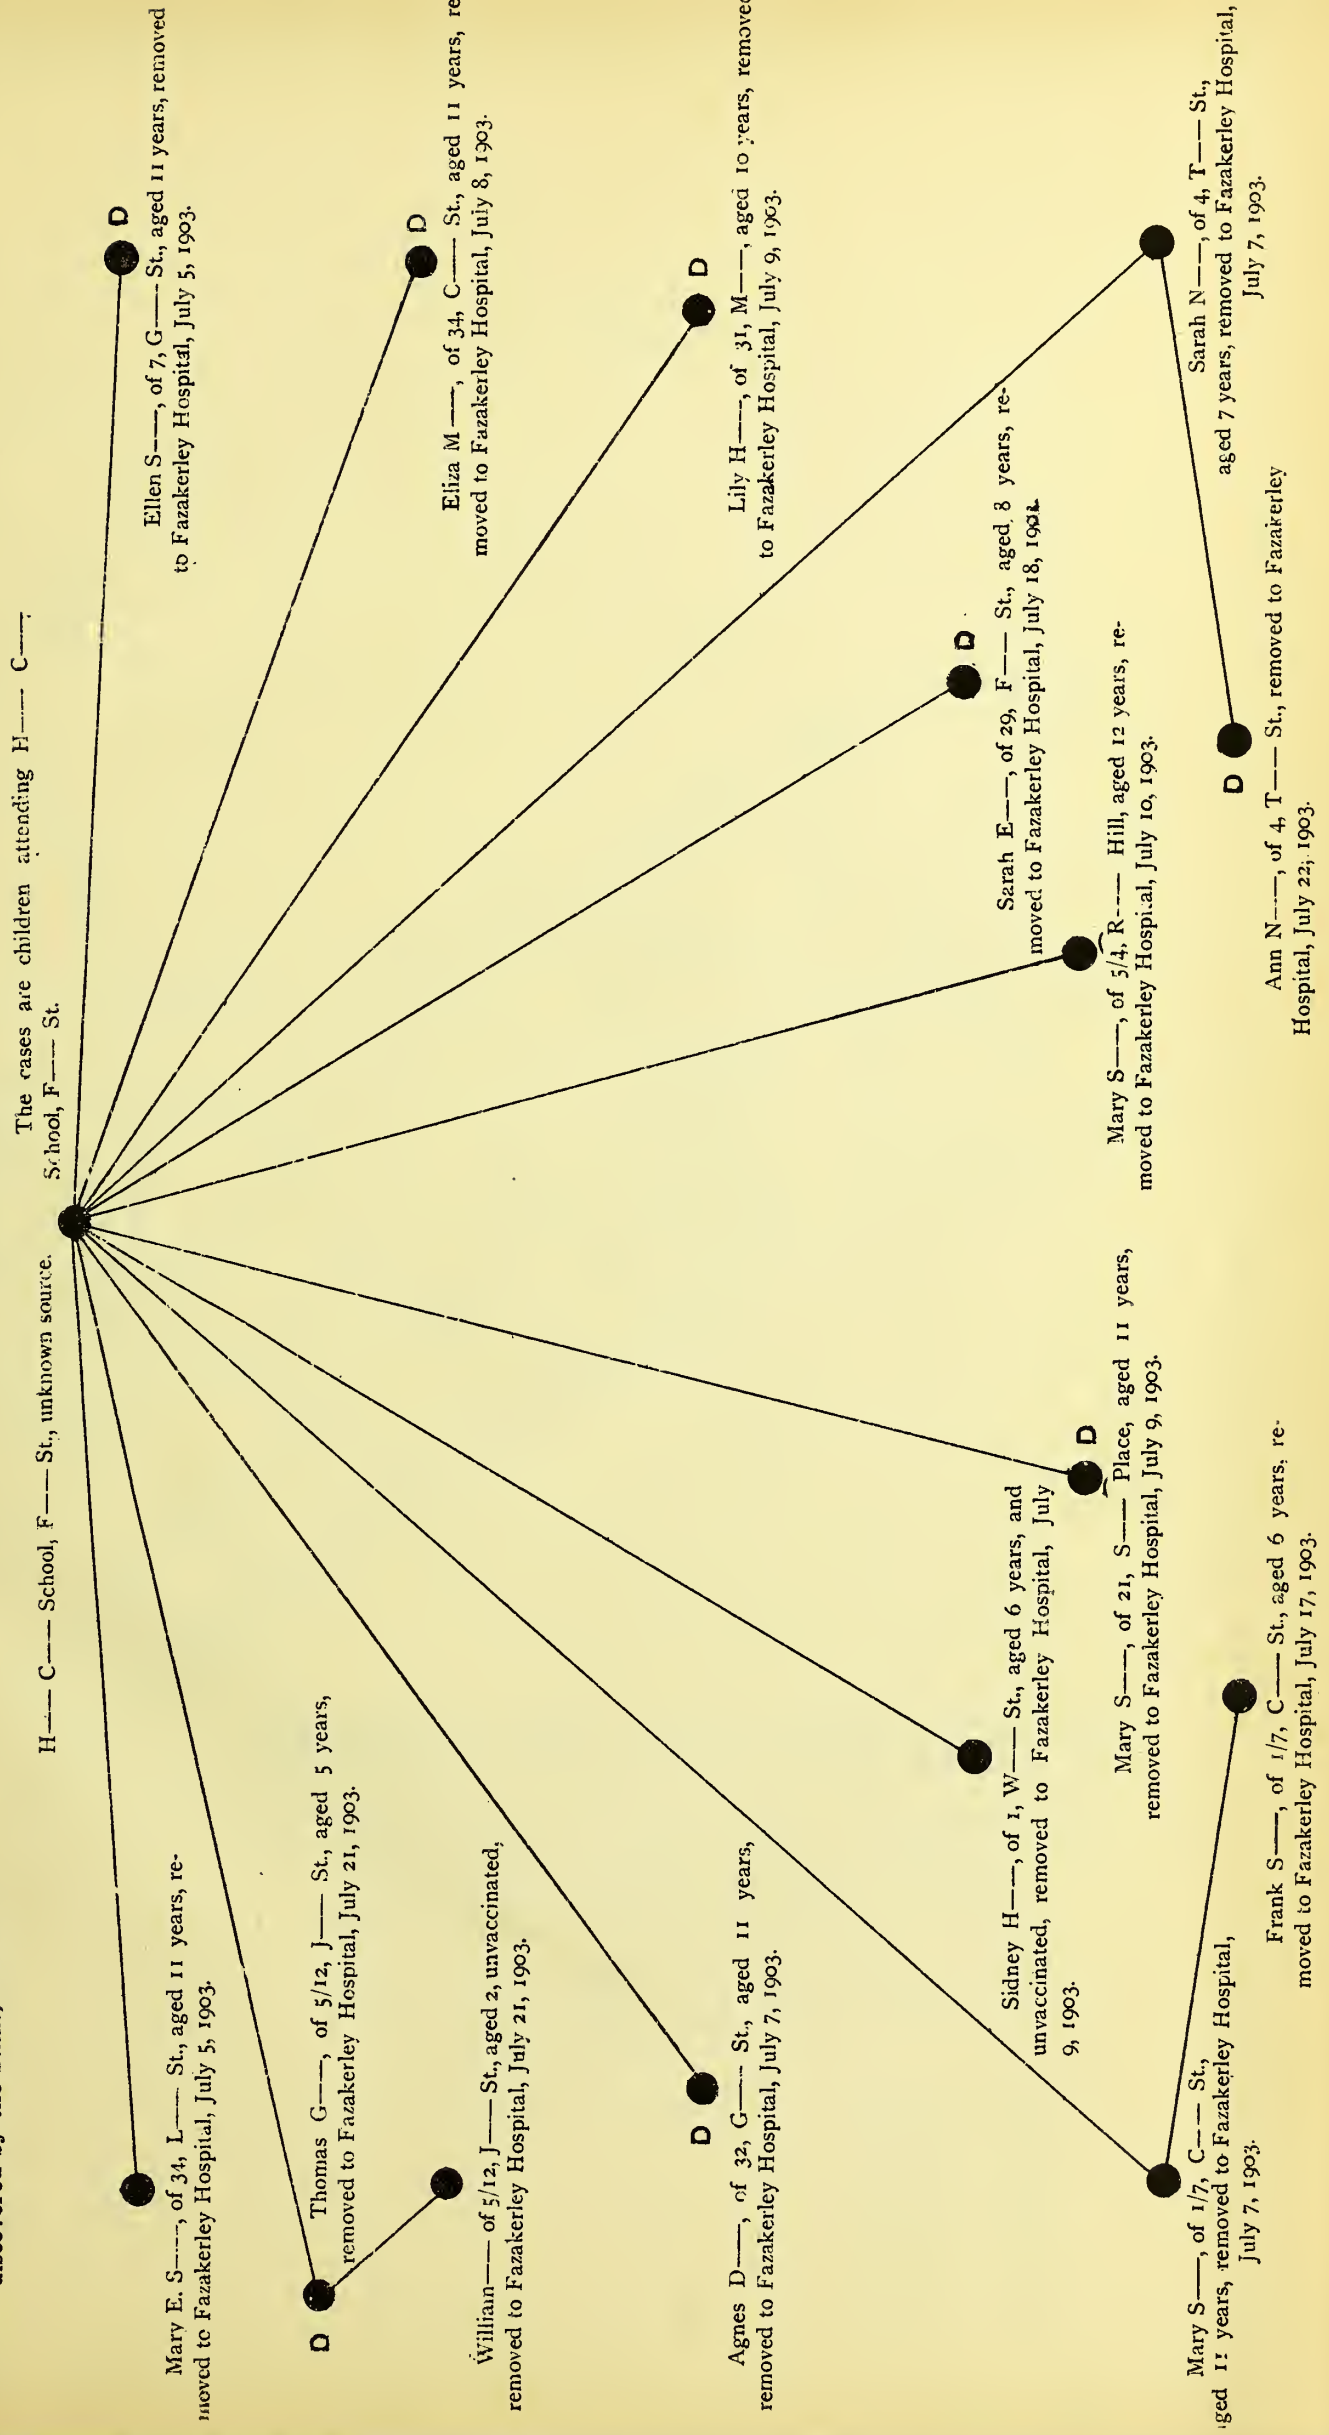 H—— C—— School, F—— St., unknown source.
The cases are children attending H—— C——
School, F—— St.
Mary E. S——, of 34, L—— St., aged 11 years, re-
moved to Fazakerley Hospital, July 5, 1903.
D
Thomas G——, of 5/12, J—— St., aged 5 years,
removed to Fazakerley Hospital, July 21, 1903.
William—— of 5/12, J—— St., aged 2, unvaccinated,
removed to Fazakerley Hospital, July 21, 1903.
D
Agnes D——, of 32, G—— St., aged 11 years,
removed to Fazakerley Hospital, July 7, 1903.
Sidney H——, of 1, W—— St., aged 6 years, and
unvaccinated, removed to Fazakerley Hospital, July
9, 1903.
D
Mary S——, of 21, S—— Place, aged 11 years,
removed to Fazakerley Hospital, July 9, 1903.
Mary S——, of 1/7, C—— St.,
aged 11 years, removed to Fazakerley Hospital,
July 7, 1903.
Frank S——, of 1/7, C—— St., aged 6 years, re-
moved to Fazakerley Hospital, July 17, 1903.
D
Ellen S——, of 7, G—— St., aged 11 years, removed
to Fazakerley Hospital, July 5, 1903.
D
Eliza M——, of 34, C—— St., aged 11 years, re
moved to Fazakerley Hospital, July 8, 1903.
D
Lily H——, of 31, M——, aged 10 years, removed
to Fazakerley Hospital, July 9, 1903.
D
Sarah E——, of 29, F—— St., aged 8 years, re-
moved to Fazakerley Hospital, July 18,
Mary S——, of 5/4, R—— Hill, aged 12 years, re-
moved to Fazakerley Hospital, July 10, 1903.
Sarah N——, of 4, T—— St.,
aged 7 years, removed to Fazakerley Hospital,
July 7, 1903.
D
Ann N——, of 4, T—— St., removed to Fazakerley
Hospital, July 22, 1903.